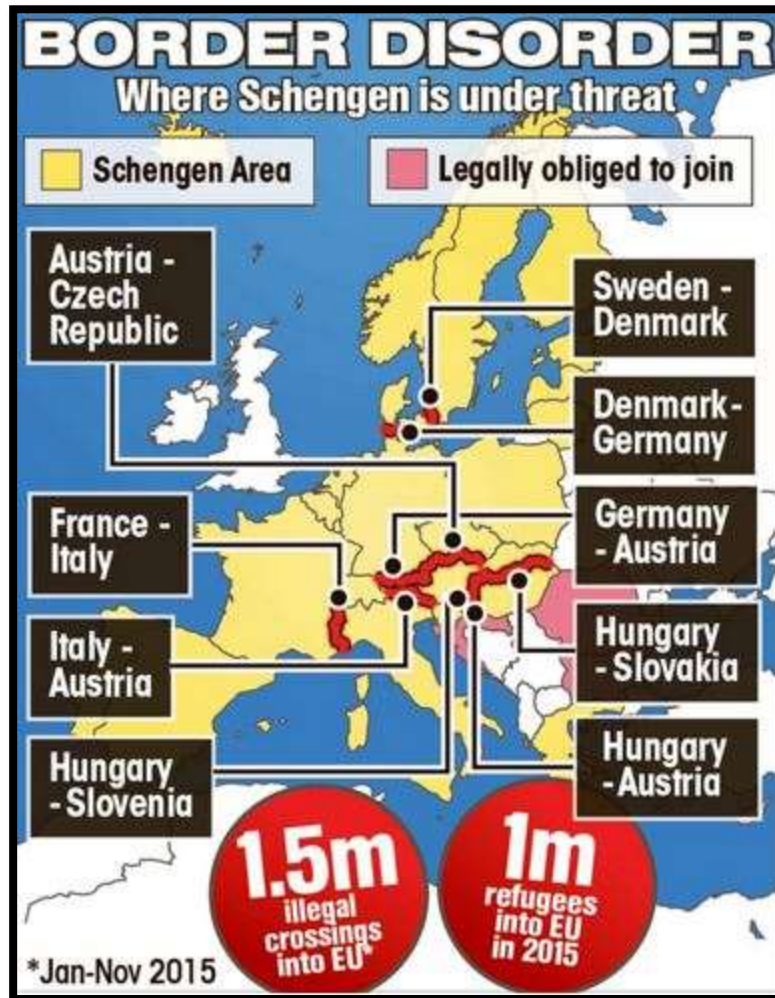 BORDER DISORDER
Where Schengen is under threat
Schengen Area
Legally obliged to join
Austria -
Czech
Republic
Sweden -
Denmark
Denmark-
Germany
France -
Italy
Germany
- Austria
Italy -
Austria
Hungary
- Slovakia
Hungary
- Slovenia
Hungary
-Austria
1.5m
illegal
crossings
into EU*
1m
refugees
into EU
in 2015
*Jan-Nov 2015